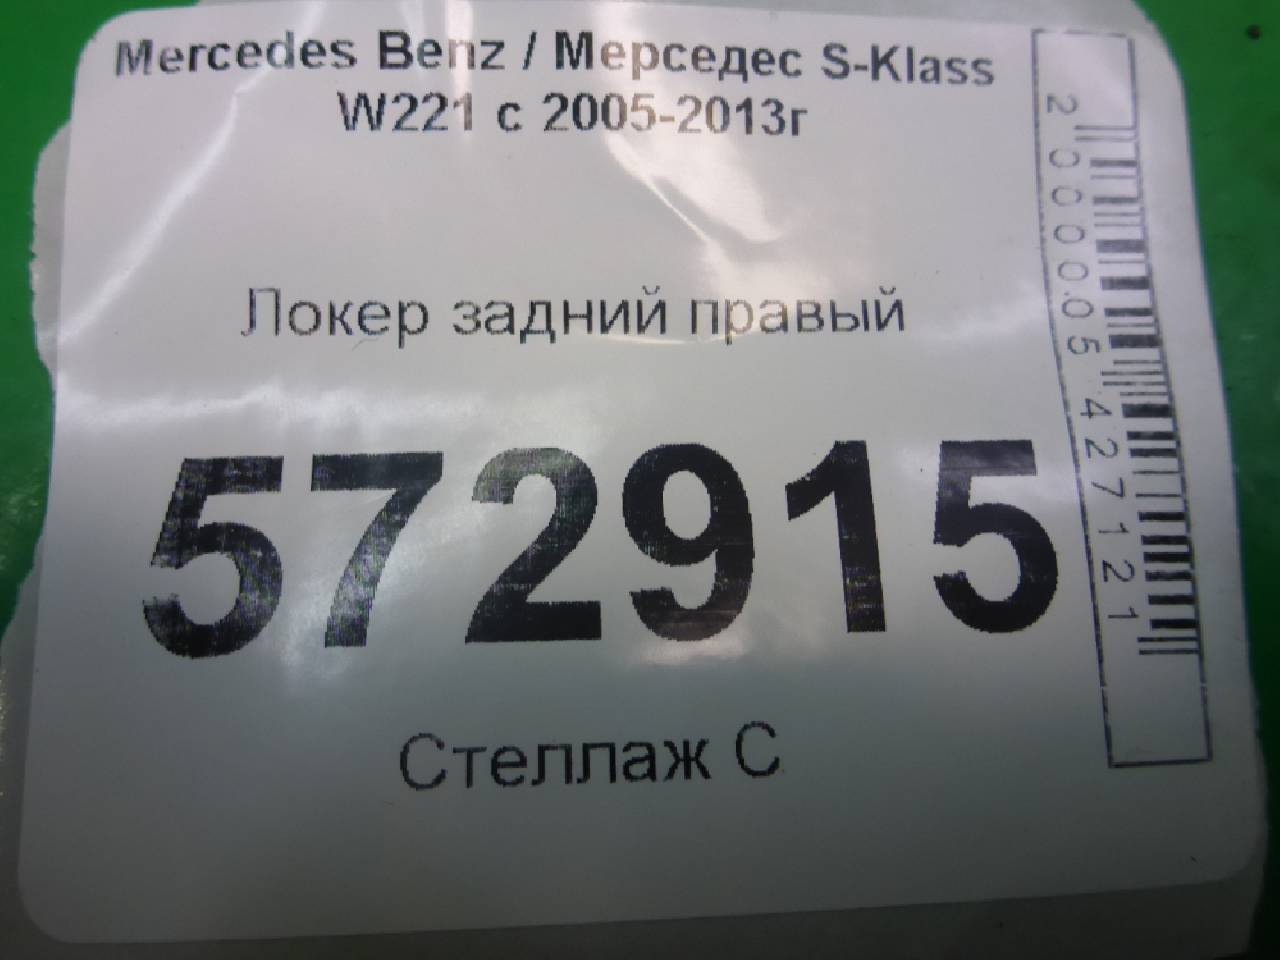 Mercedes Benz / Мерседес S-Klass
W221 с 2005-2013г
Локер задний правый
572915
Стеллаж С
2000005427121